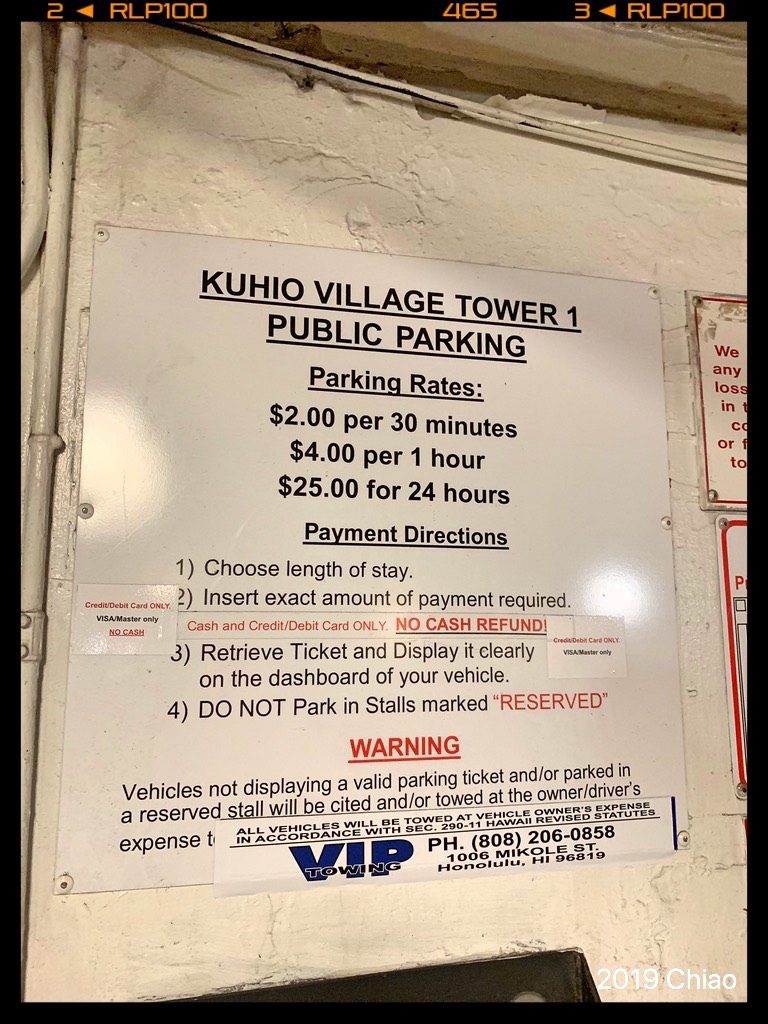 2 ◄ RLP100 465 3 ◄ RLP100
KUHIO VILLAGE TOWER 1
PUBLIC PARKING
Parking Rates:
$2.00 per 30 minutes
$4.00 per 1 hour
$25.00 for 24 hours
Payment Directions
1) Choose length of stay.
2) Insert exact amount of payment required.
Cash and Credit/Debit Card ONLY. NO CASH REFUND!
3) Retrieve Ticket and Display it clearly
on the dashboard of your vehicle.
4) DO NOT Park in Stalls marked “RESERVED”
WARNING
Vehicles not displaying a valid parking ticket and/or parked in
a reserved stall will be cited and/or towed at the owner/driver's
expense
Credit/Debit Card ONLY.
VISA/Master only
NO CASH
Credit/Debit Card ONLY.
VISA/Master only
ALL VEHICLES WILL BE TOWED AT VEHICLE OWNER'S EXPENSE
IN ACCORDANCE WITH SEC. 290-11 HAWAII REVISED STATUTES
VIP
TOWING
PH. (808) 206-0858
1006 MIKOLE ST.
Honolulu, HI 96819
We
any
loss
in
or
to
2019 Chiao